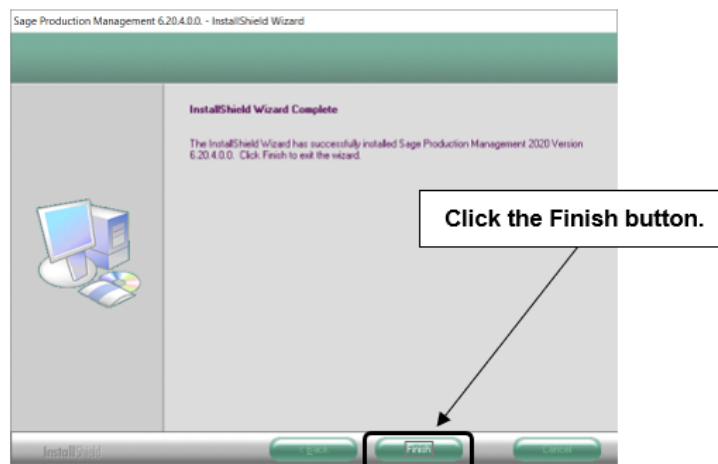 Sage Production Management 6.20.4.0.0. - InstallShield Wizard
InstallShield Wizard Complete
The InstallShield Wizard has successfully installed Sage Production Management 2020 Version
6.20.4.0.0. Click Finish to exit the wizard.
Click the Finish button.
InstallShield
< Back
Finish
Cancel